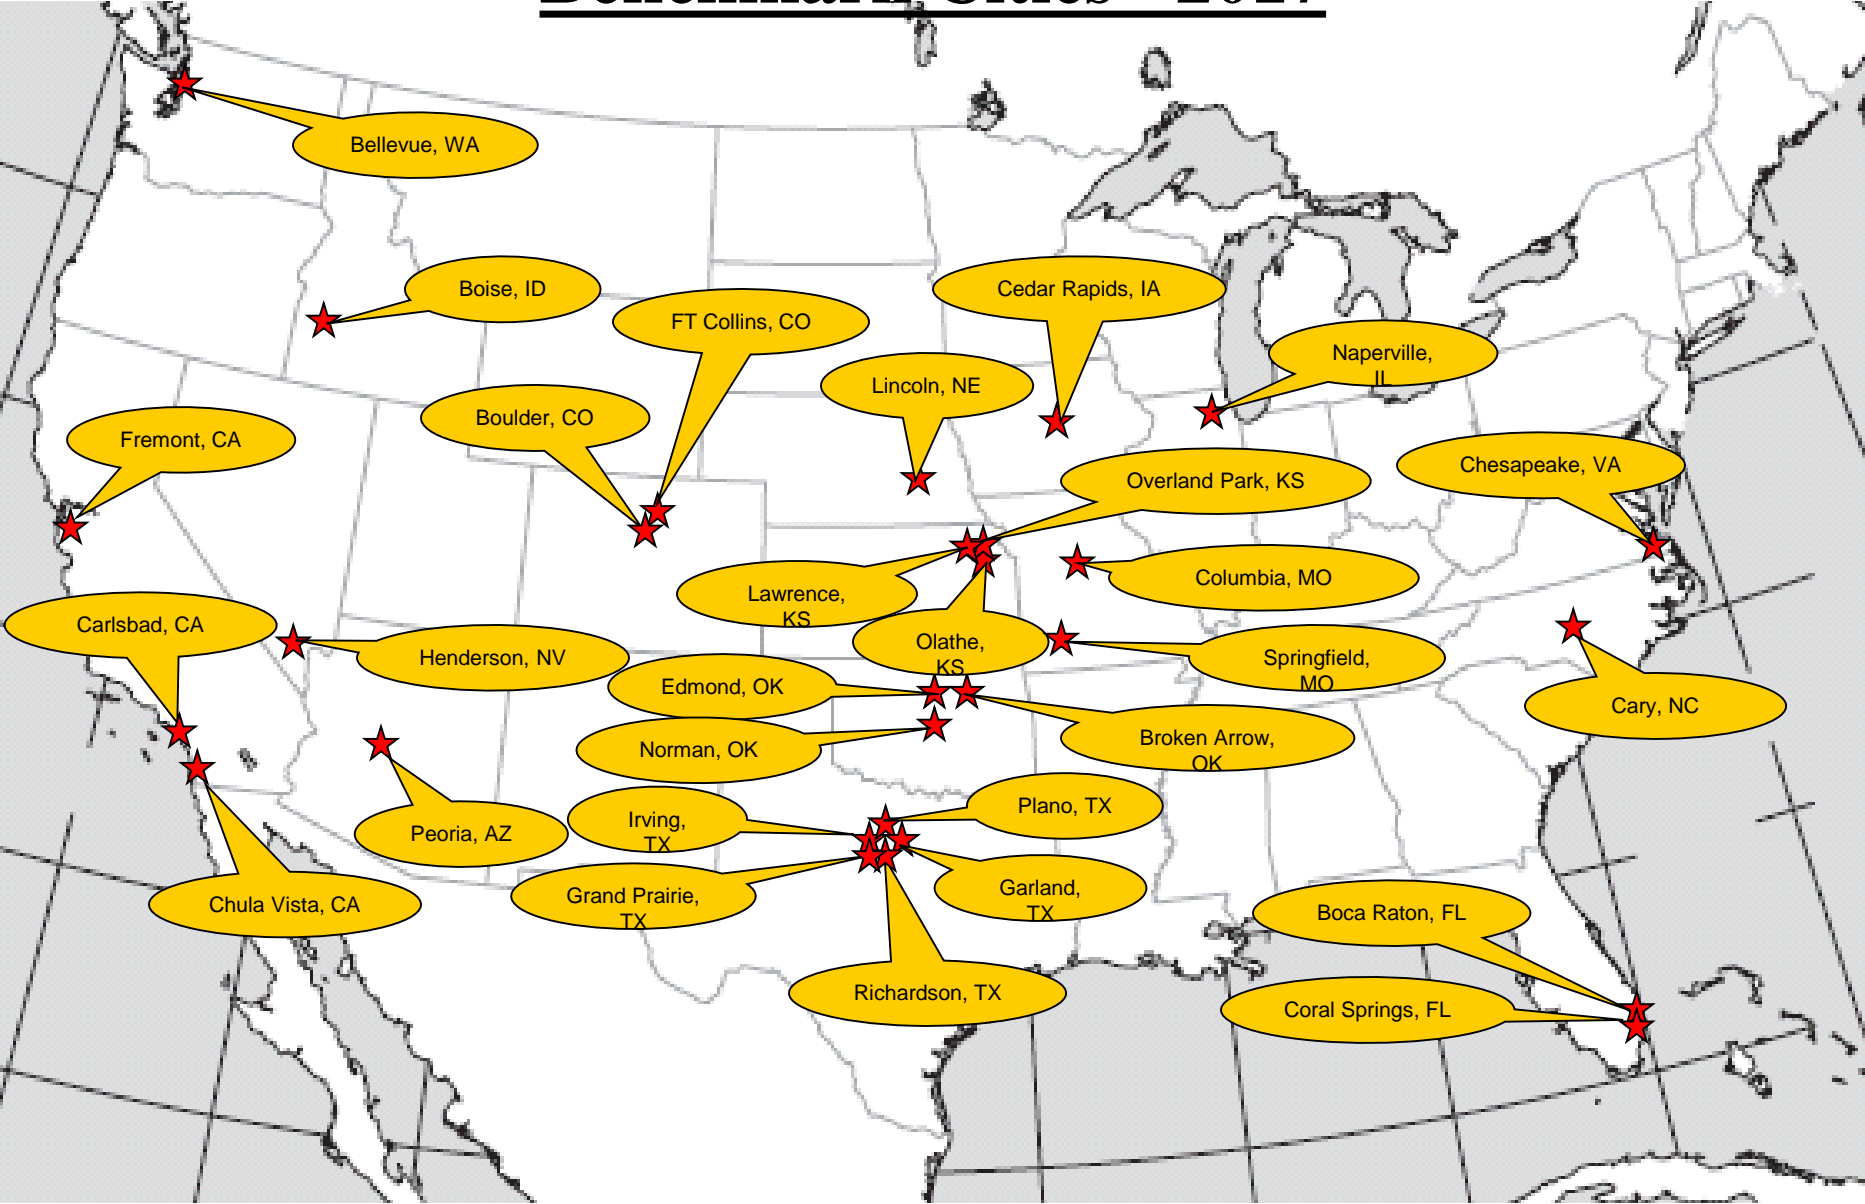 Benchmark Cities - 2017
Bellevue, WA
Boise, ID
FT Collins, CO
Cedar Rapids, IA
Naperville,
IL
Lincoln, NE
Boulder, CO
Fremont, CA
Overland Park, KS
Chesapeake, VA
Columbia, MO
Lawrence,
KS
Carlsbad, CA
Olathe,
KS
Henderson, NV
Springfield,
MO
Edmond, OK
Cary, NC
Norman, OK
Broken Arrow,
OK
Plano, TX
Irving,
TX
Peoria, AZ
Grand Prairie,
TX
Garland,
TX
Chula Vista, CA
Boca Raton, FL
Richardson, TX
Coral Springs, FL